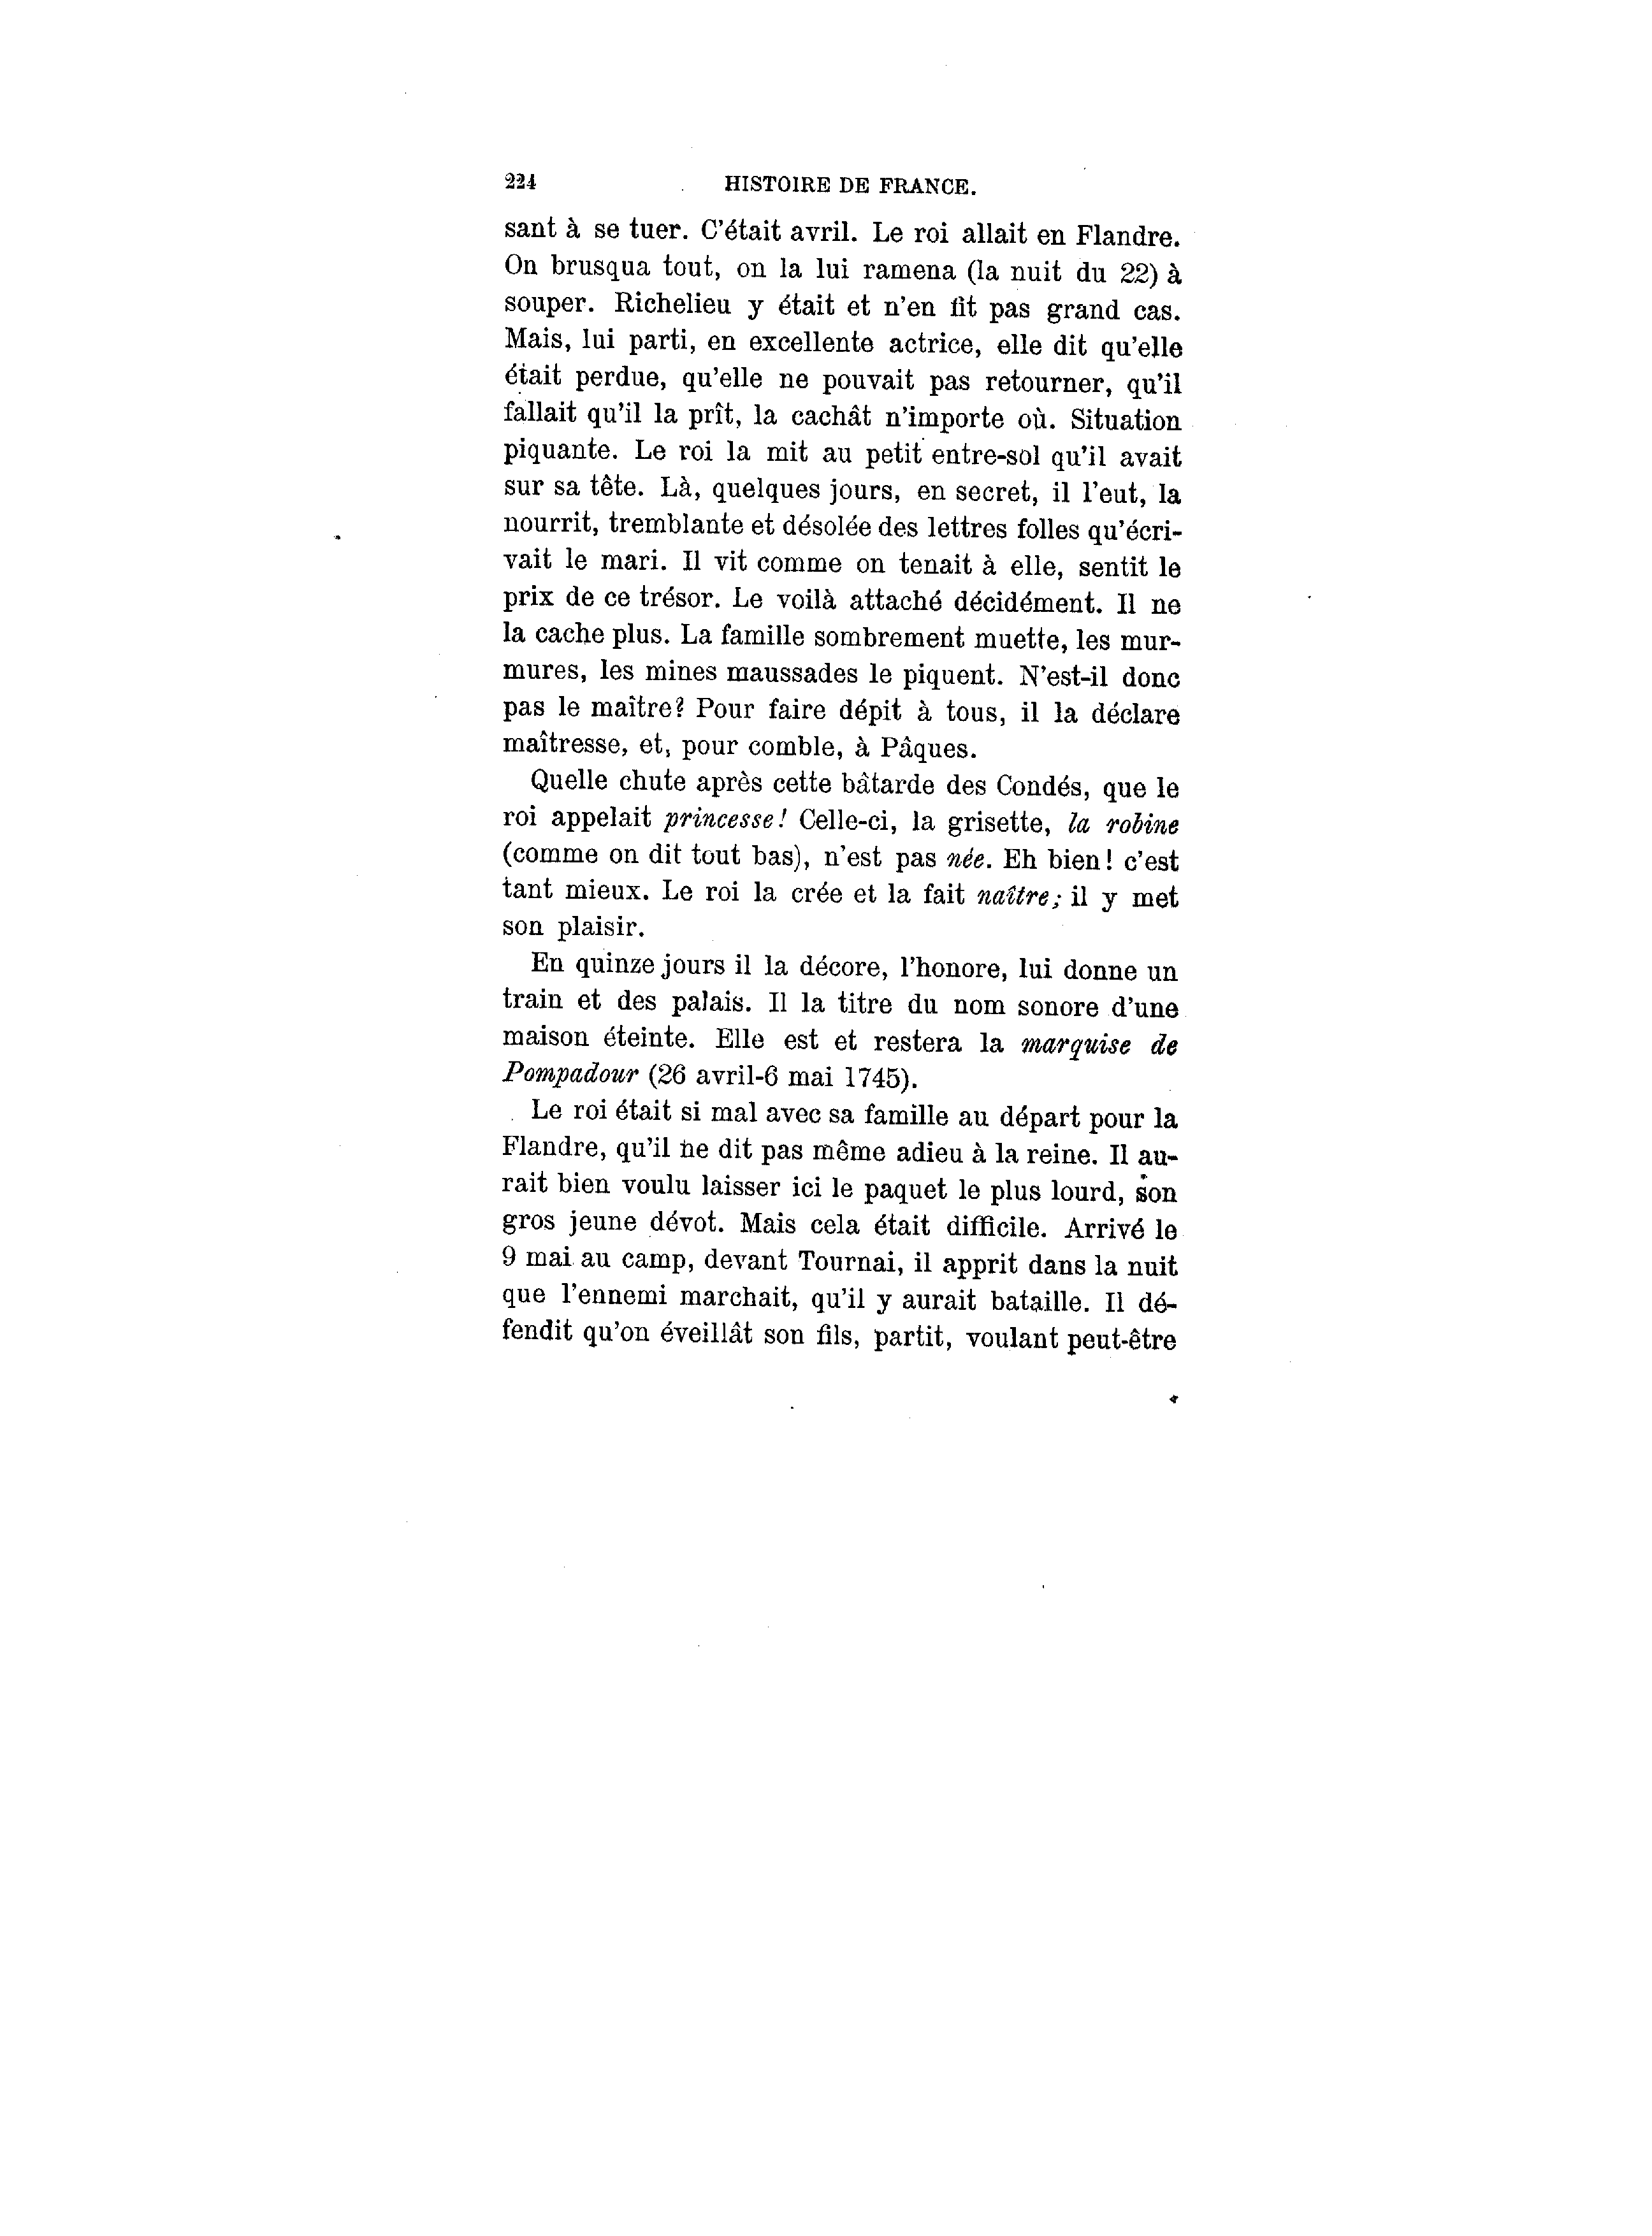 224 HISTOIRE DE FRANCE.
sant à se tuer. C'était avril. Le roi allait en Flandre.
On brusqua tout, on la lui ramena (la nuit du 22) à
souper. Richelieu y était et n'en fit pas grand cas.
Mais, lui parti, en excellente actrice, elle dit qu'elle
était perdue, qu'elle ne pouvait pas retourner, qu'il
fallait qu'il la prît, la cachât n'importe où. Situation
piquante. Le roi la mit au petit entre-sol qu'il avait
sur sa tête. Là, quelques jours, en secret, il l'eut, la
nourrit, tremblante et désolée des lettres folles qu'écri-
vait le mari. Il vit comme on tenait à elle, sentit le
prix de ce trésor. Le voilà attaché décidément. Il ne
la cache plus. La famille sombrement muette, les mur-
mures, les mines maussades le piquent. N'est-il donc
pas le maître? Pour faire dépit à tous, il la déclare
maîtresse, et, pour comble, à Pâques.
Quelle chute après cette bâtarde des Condés, que le
roi appelait princesse! Celle-ci, la grisette, la robine
(comme on dit tout bas), n'est pas née. Eh bien! c'est
tant mieux. Le roi la crée et la fait naître; il y met
son plaisir.
En quinze jours il la décore, l'honore, lui donne un
train et des palais. Il la titre du nom sonore d'une
maison éteinte. Elle est et restera la marquise de
Pompadour (26 avril-6 mai 1745).
Le roi était si mal avec sa famille au départ pour la
Flandre, qu'il ne dit pas même adieu à la reine. Il au-
rait bien voulu laisser ici le paquet le plus lourd, son
gros jeune dévot. Mais cela était difficile. Arrivé le
9 mai au camp, devant Tournai, il apprit dans la nuit
que l'ennemi marchait, qu'il y aurait bataille. Il dé-
fendit qu'on éveillât son fils, partit, voulant peut-être